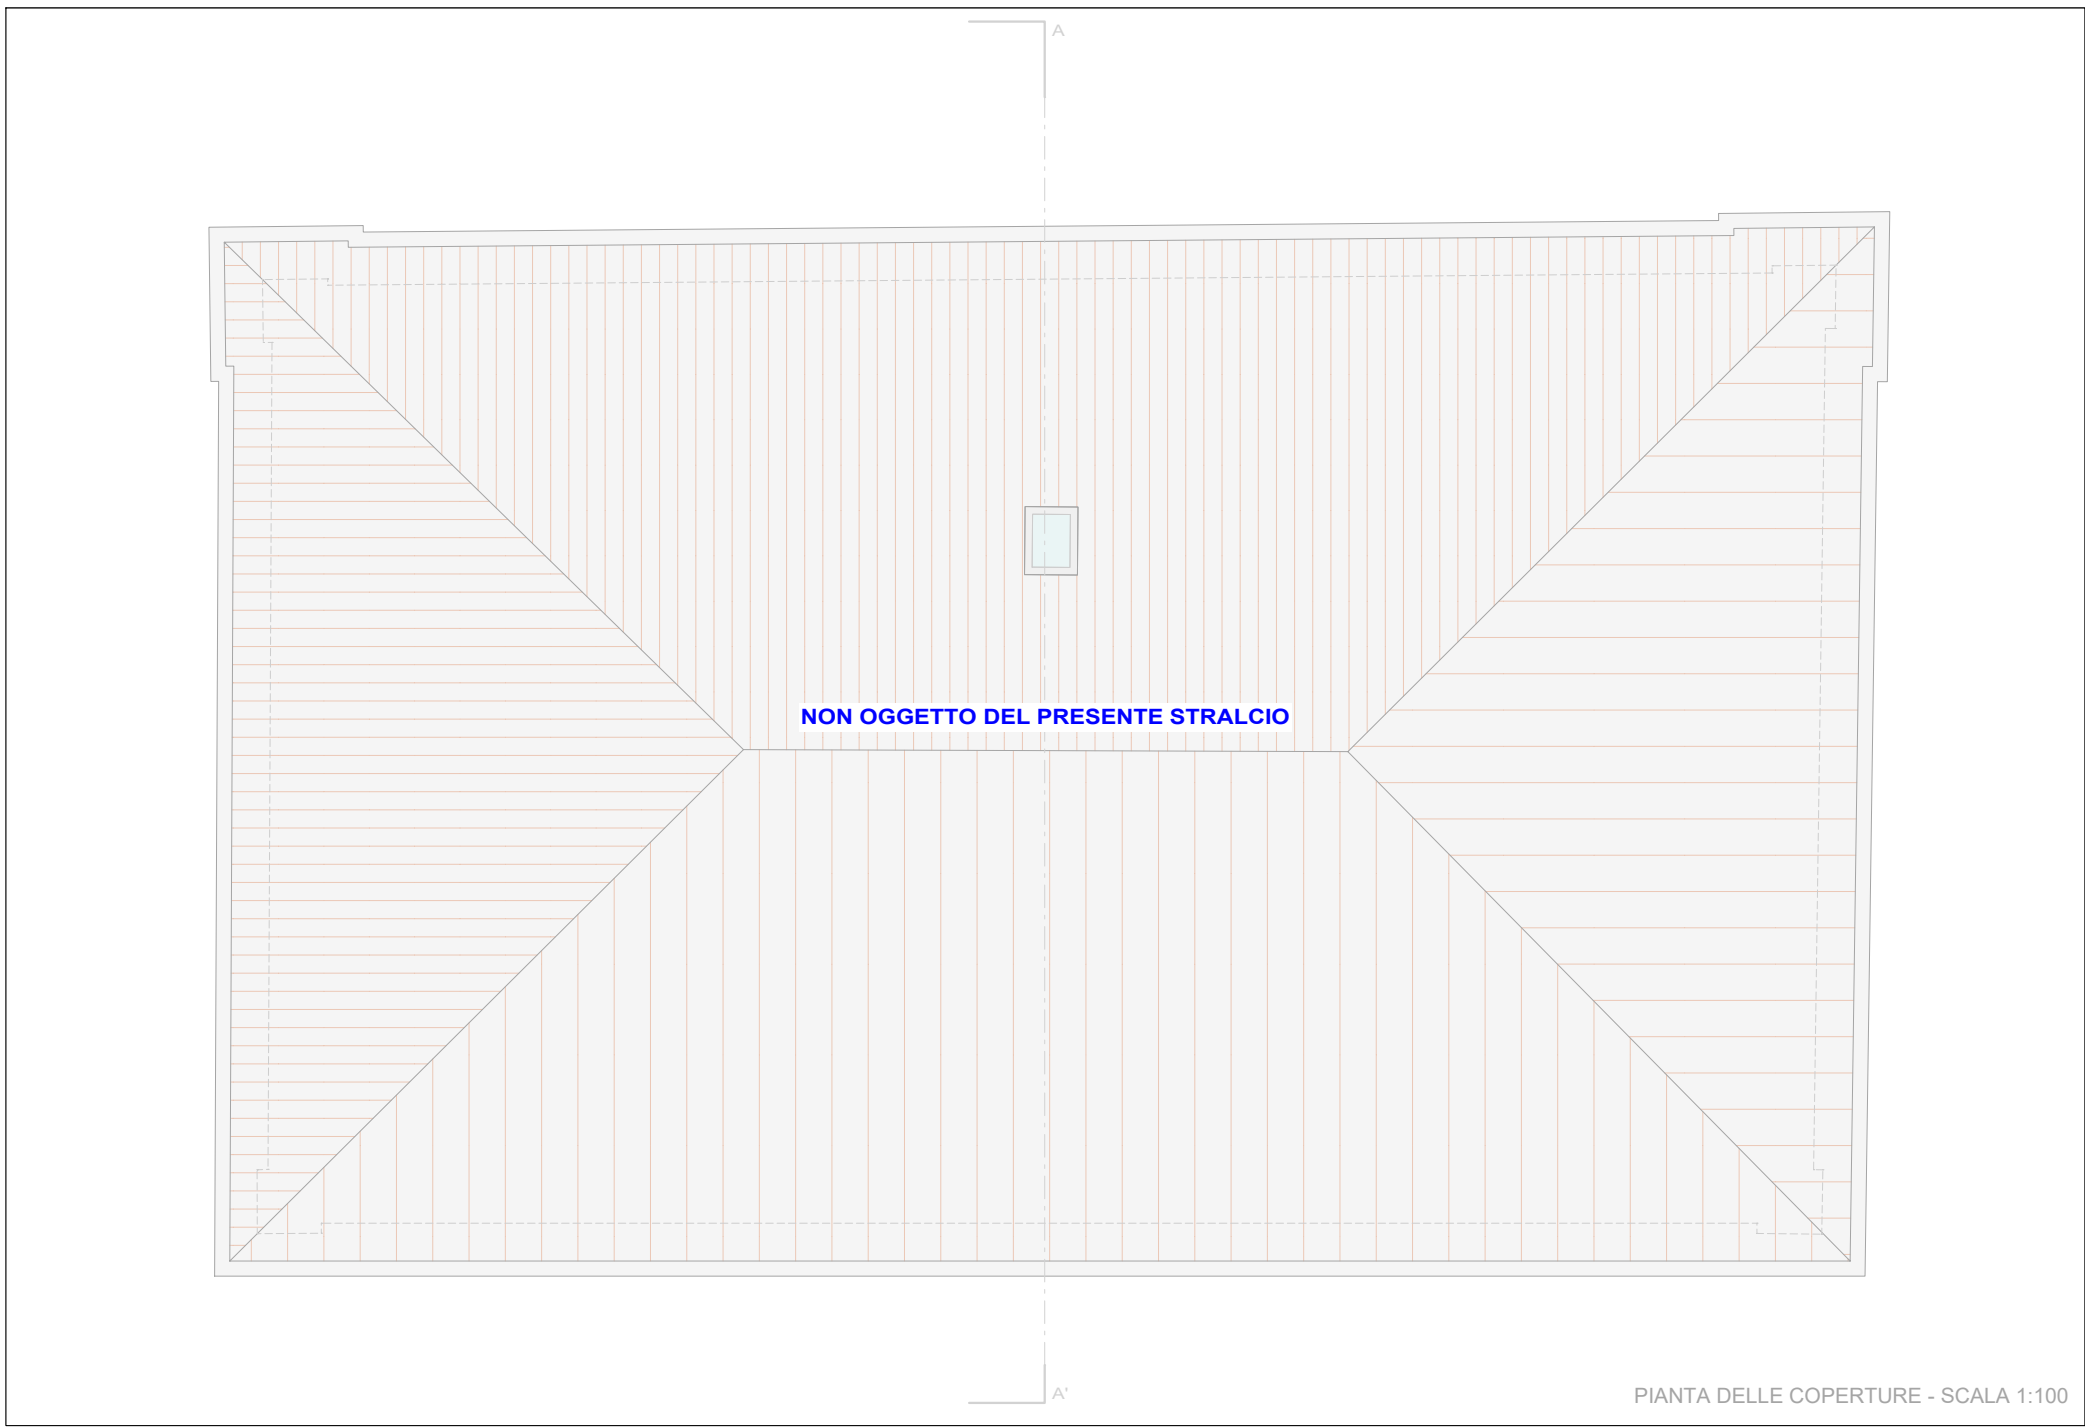 A
NON OGGETTO DEL PRESENTE STRALCIO
A'
PIANTA DELLE COPERTURE - SCALA 1:100